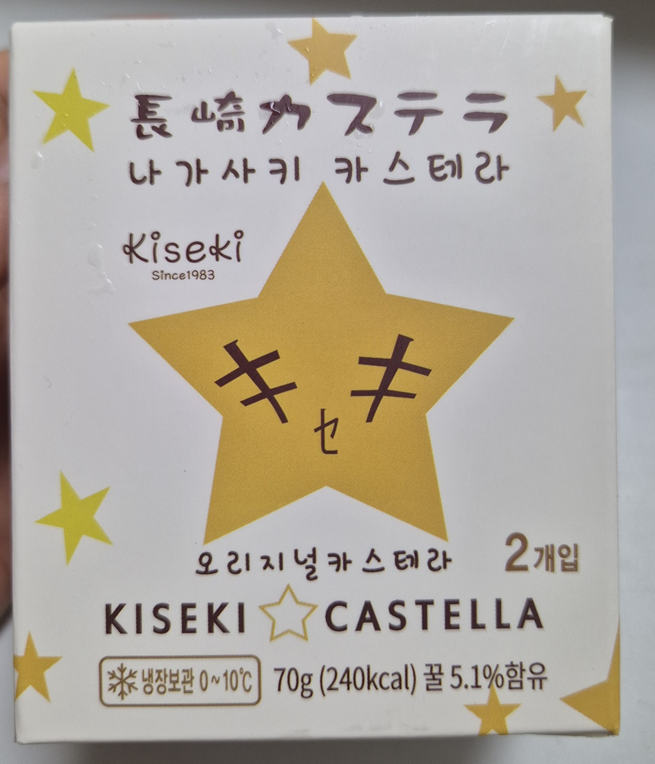 長崎カステラ
나가사키 카스테라
Kiseki
Since1983
キ キ
セ
오리지널카스테라
2개입
KISEKI CASTELLA
냉장보관 0~10℃ 70g (240kcal) 꿀 5.1%함유